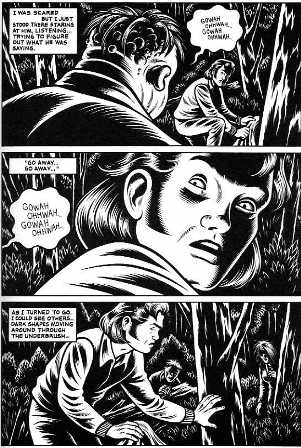 I WAS SCARED
BUT I JUST
STOOD THERE STARING
AT HIM, LISTENING...
TRYING TO FIGURE
OUT WHAT HE WAS
SAYING.
GOWAH
OHHWAH..
GOWAH
OHHWAH.
"GO AWAY...
GO AWAY..."
GOWAH
OHHWAH..
GOWAH
OHHWAH.
AS I TURNED TO GO,
I COULD SEE OTHERS...
DARK SHAPES MOVING
AROUND THROUGH
THE UNDERBRUSH...